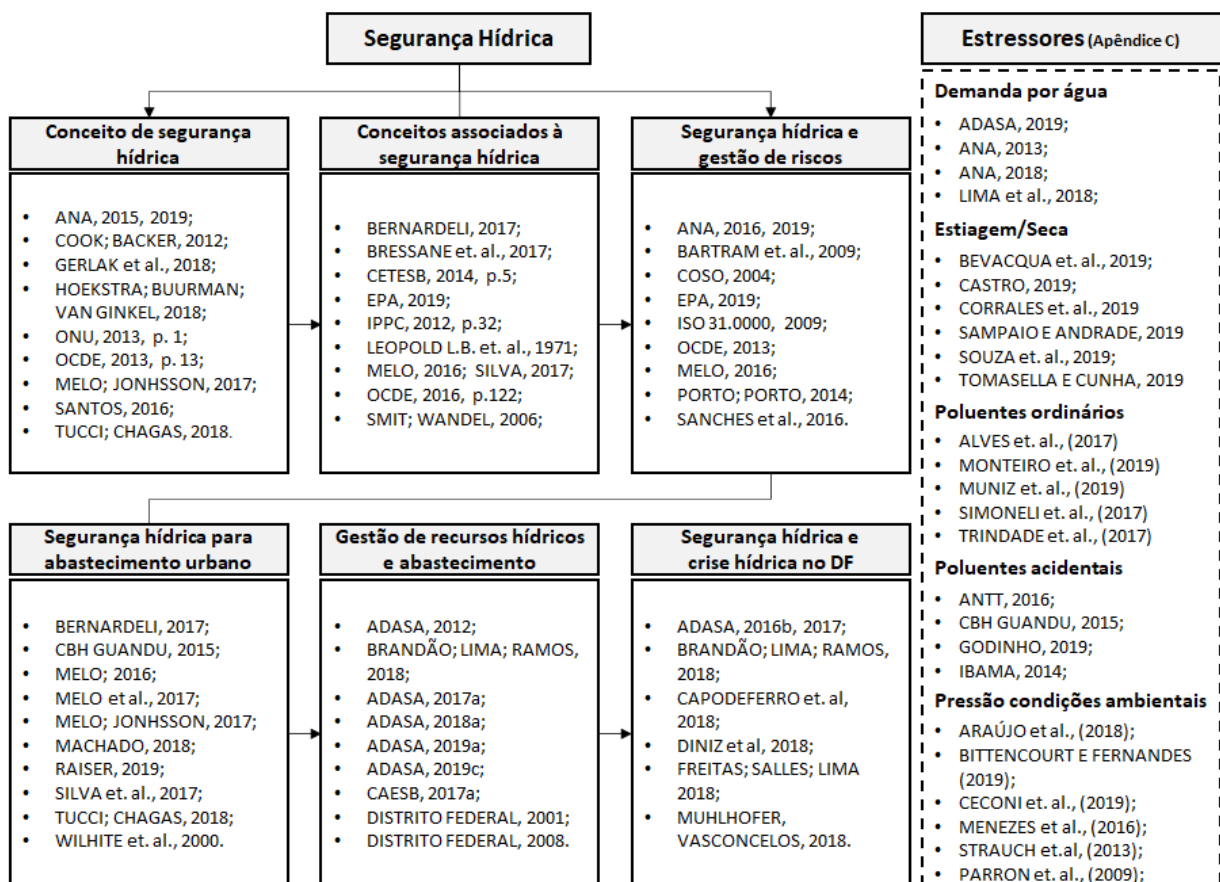 Segurança Hídrica
Conceito de segurança
hídrica
• ANA, 2015, 2019;
• COOK; BACKER, 2012;
• GERLAK et al., 2018;
• HOEKSTRA; BUURMAN;
VAN GINKEL, 2018;
• ONU, 2013, p. 1;
• OCDE, 2013, p. 13;
• MELO; JONHSSON, 2017;
• SANTOS, 2016;
• TUCCI; CHAGAS, 2018.
Conceitos associados à
segurança hídrica
• BERNARDELI, 2017;
• BRESSANE et. al., 2017;
• CETESB, 2014, p.5;
• EPA, 2019;
• IPPC, 2012, p.32;
• LEOPOLD L.B. et. al., 1971;
• MELO, 2016; SILVA, 2017;
• OCDE, 2016, p.122;
• SMIT; WANDEL, 2006;
Segurança hídrica e
gestão de riscos
• ANA, 2016, 2019;
• BARTRAM et al., 2009;
• COSO, 2004;
• EPA, 2019;
• ISO 31.0000, 2009;
• OCDE, 2013;
• MELO, 2016;
• PORTO; PORTO, 2014;
• SANCHES et al., 2016.
Segurança hídrica para
abastecimento urbano
• BERNARDELI, 2017;
• CBH GUANDU, 2015;
• MELO; 2016;
• MELO et al., 2017;
• MELO; JONHSSON, 2017;
• MACHADO, 2018;
• RAISER, 2019;
• SILVA et. al., 2017;
• TUCCI; CHAGAS, 2018;
• WILHITE et. al., 2000.
Gestão de recursos hídricos
e abastecimento
• ADASA, 2012;
• BRANDÃO; LIMA; RAMOS,
2018;
• ADASA, 2017a;
• ADASA, 2018a;
• ADASA, 2019a;
• ADASA, 2019c;
• CAESB, 2017a;
• DISTRITO FEDERAL, 2001;
• DISTRITO FEDERAL, 2008.
Segurança hídrica e
crise hídrica no DF
• ADASA, 2016b, 2017;
• BRANDÃO; LIMA; RAMOS,
2018;
• CAPODEFERRO et. al,
2018;
• DINIZ et al, 2018;
• FREITAS; SALLES; LIMA
2018;
• MUHLHOFER,
VASCONCELOS, 2018.
Estressores (Apêndice C)
Demanda por água
• ADASA, 2019;
• ANA, 2013;
• ANA, 2018;
• LIMA et al., 2018;
Estiagem/Seca
• BEVACQUA et. al., 2019;
• CASTRO, 2019;
• CORRALES et. al., 2019
• SAMPAIO E ANDRADE, 2019
• SOUZA et. al., 2019;
• TOMASELLA E CUNHA, 2019
Poluentes ordinários
• ALVES et. al., (2017)
• MONTEIRO et. al., (2019)
• MUNIZ et. al., (2019)
• SIMONELI et. al., (2017)
• TRINDADE et. al., (2017)
Poluentes acidentais
• ANTT, 2016;
• CBH GUANDU, 2015;
• GODINHO, 2019;
• IBAMA, 2014;
Pressão condições ambientais
• ARAÚJO et al., (2018);
• BITTENCOURT E FERNANDES
(2019);
• CECONI et. al., (2019);
• MENEZES et. al., (2016);
• STRAUCH et.al, (2013);
• PARRON et. al., (2009);